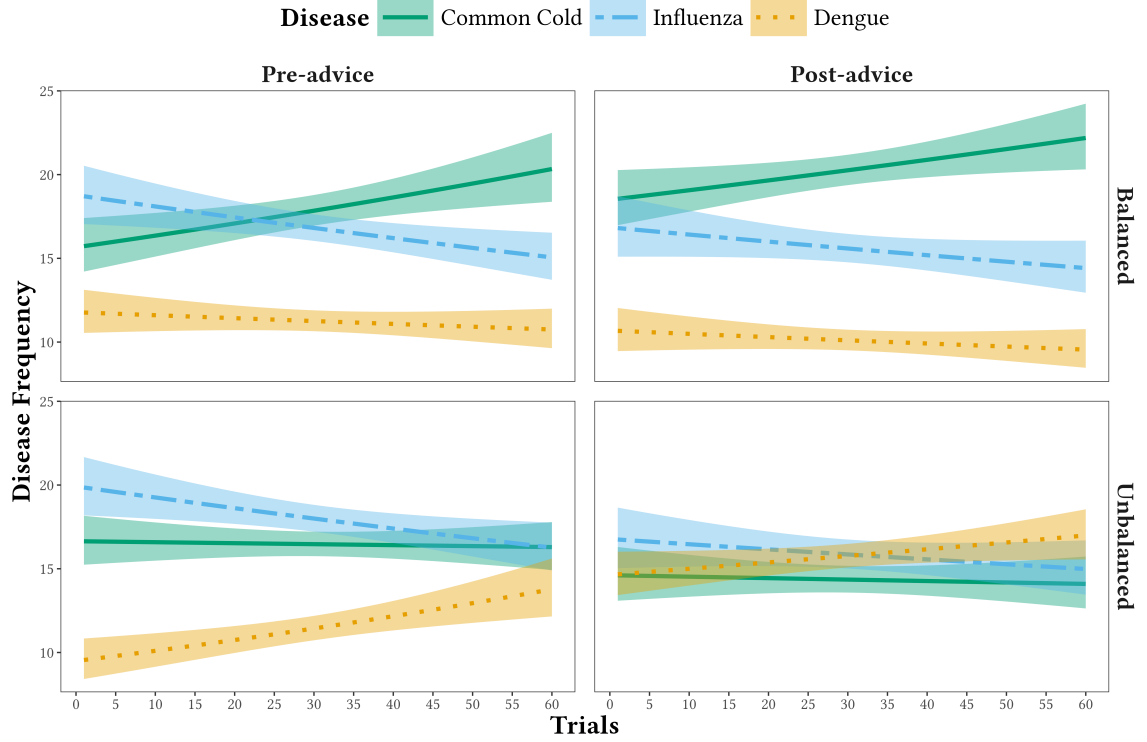 Disease Common Cold Influenza Dengue
Pre-advice Post-advice
Disease Frequency
25
20
15
10
Balanced
25
20
15
10
Unbalanced
0 5 10 15 20 25 30 35 40 45 50 55 60
0 5 10 15 20 25 30 35 40 45 50 55 60
Trials